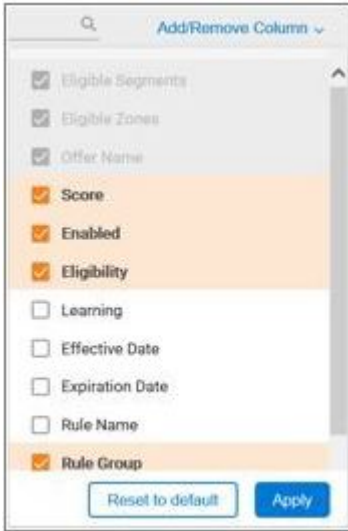 Add/Remove Column
Eligible Segments
Eligible Zones
Offer Name
Score
Enabled
Eligibility
Learning
Effective Date
Expiration Date
Rule Name
Rule Group
Reset to default
Apply